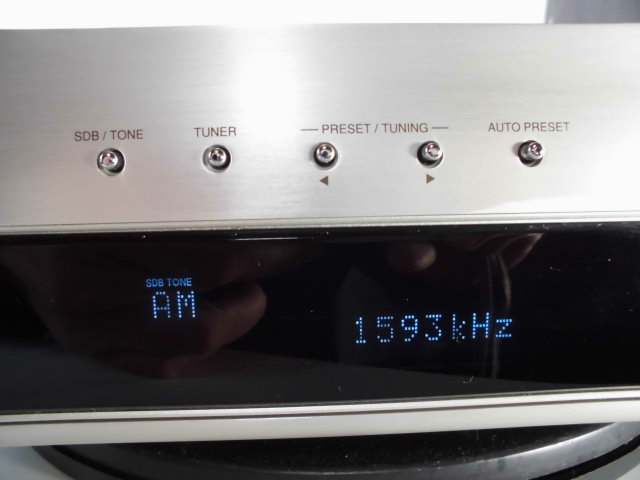 SDB / TONE TUNER — PRESET / TUNING — AUTO PRESET
◄ ►
SDB TONE
AM
1593kHz